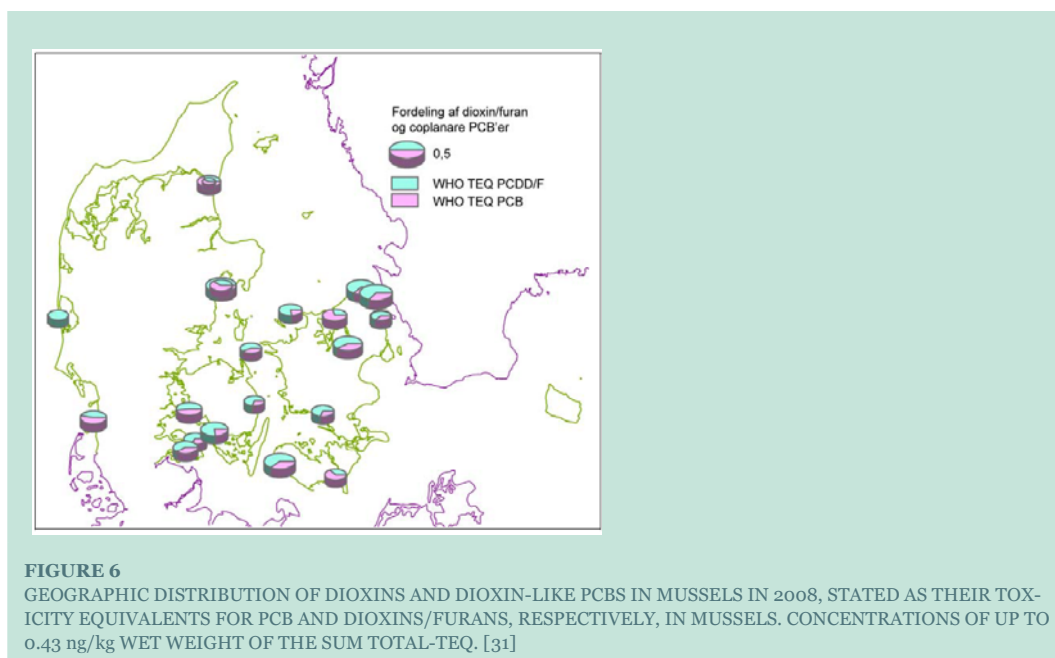 Fordeling af dioxin/furan
og coplanare PCB'er
0,5
WHO TEQ PCDD/F
WHO TEQ PCB
FIGURE 6
GEOGRAPHIC DISTRIBUTION OF DIOXINS AND DIOXIN-LIKE PCBS IN MUSSELS IN 2008, STATED AS THEIR TOX-
ICITY EQUIVALENTS FOR PCB AND DIOXINS/FURANS, RESPECTIVELY, IN MUSSELS. CONCENTRATIONS OF UP TO
0.43 ng/kg WET WEIGHT OF THE SUM TOTAL-TEQ. [31]